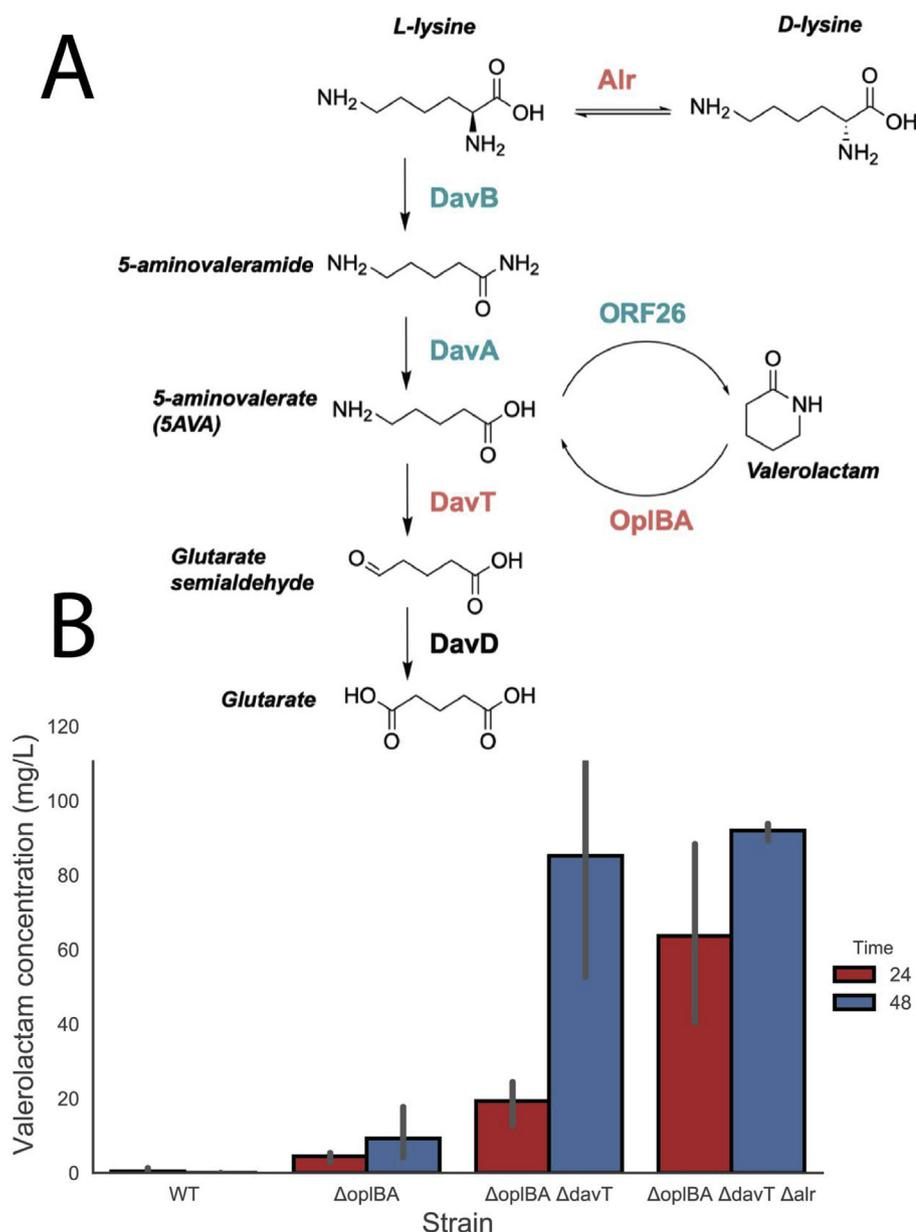 A
L-lysine
D-lysine
NH2
O
OH
NH2
Alr
NH2
O
OH
NH2
DavB
5-aminovaleramide
NH2
NH2
O
ORF26
DavA
5-aminovalerate
(5AVA)
NH2
OH
O
O
NH
Valerolactam
DavT
OplBA
Glutarate
semialdehyde
O
OH
O
B
DavD
Glutarate
HO
OH
O
O
Valerolactam concentration (mg/L)
120
100
80
60
40
20
0
Time
24
48
WT
ΔoplBA
ΔoplBA ΔdavT
ΔoplBA ΔdavT Δalr
Strain